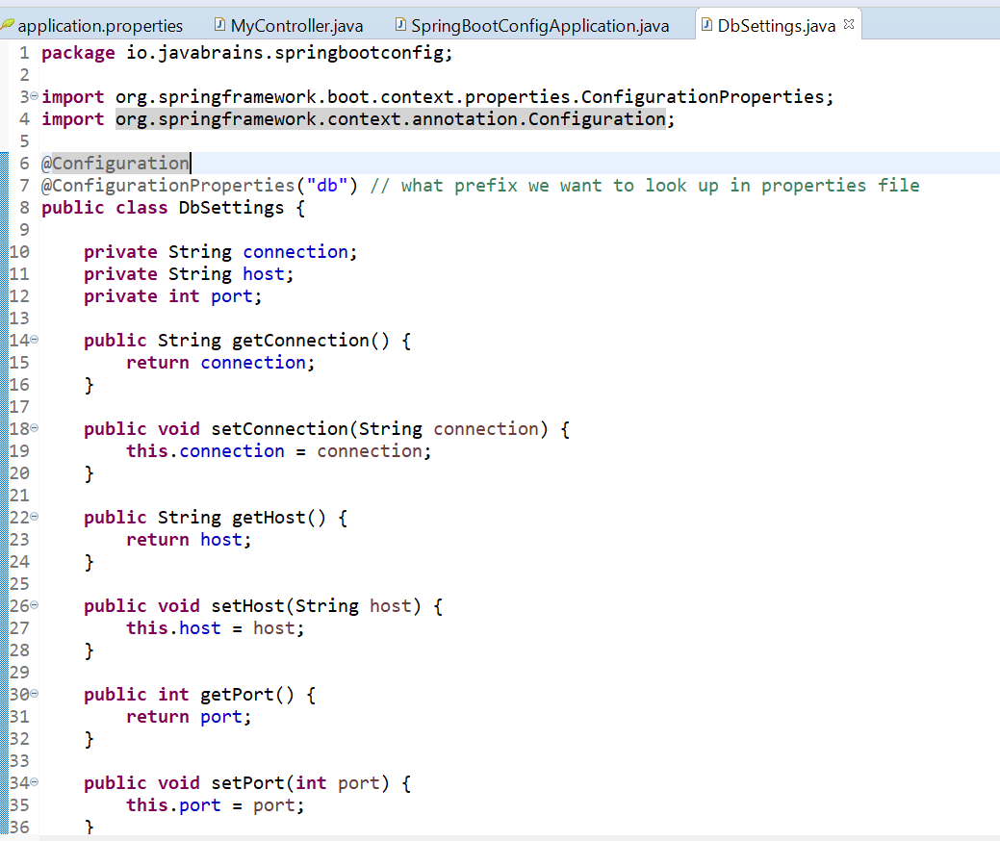 application.properties MyController.java SpringBootConfigApplication.java DbSettings.java
1 package io.javabrains.springbootconfig;
2
3 import org.springframework.boot.context.properties.ConfigurationProperties;
4 import org.springframework.context.annotation.Configuration;
5
6 @Configuration
7 @ConfigurationProperties("db") // what prefix we want to look up in properties file
8 public class DbSettings {
9
10     private String connection;
11     private String host;
12     private int port;
13
14     public String getConnection() {
15         return connection;
16     }
17
18     public void setConnection(String connection) {
19         this.connection = connection;
20     }
21
22     public String getHost() {
23         return host;
24     }
25
26     public void setHost(String host) {
27         this.host = host;
28     }
29
30     public int getPort() {
31         return port;
32     }
33
34     public void setPort(int port) {
35         this.port = port;
36     }